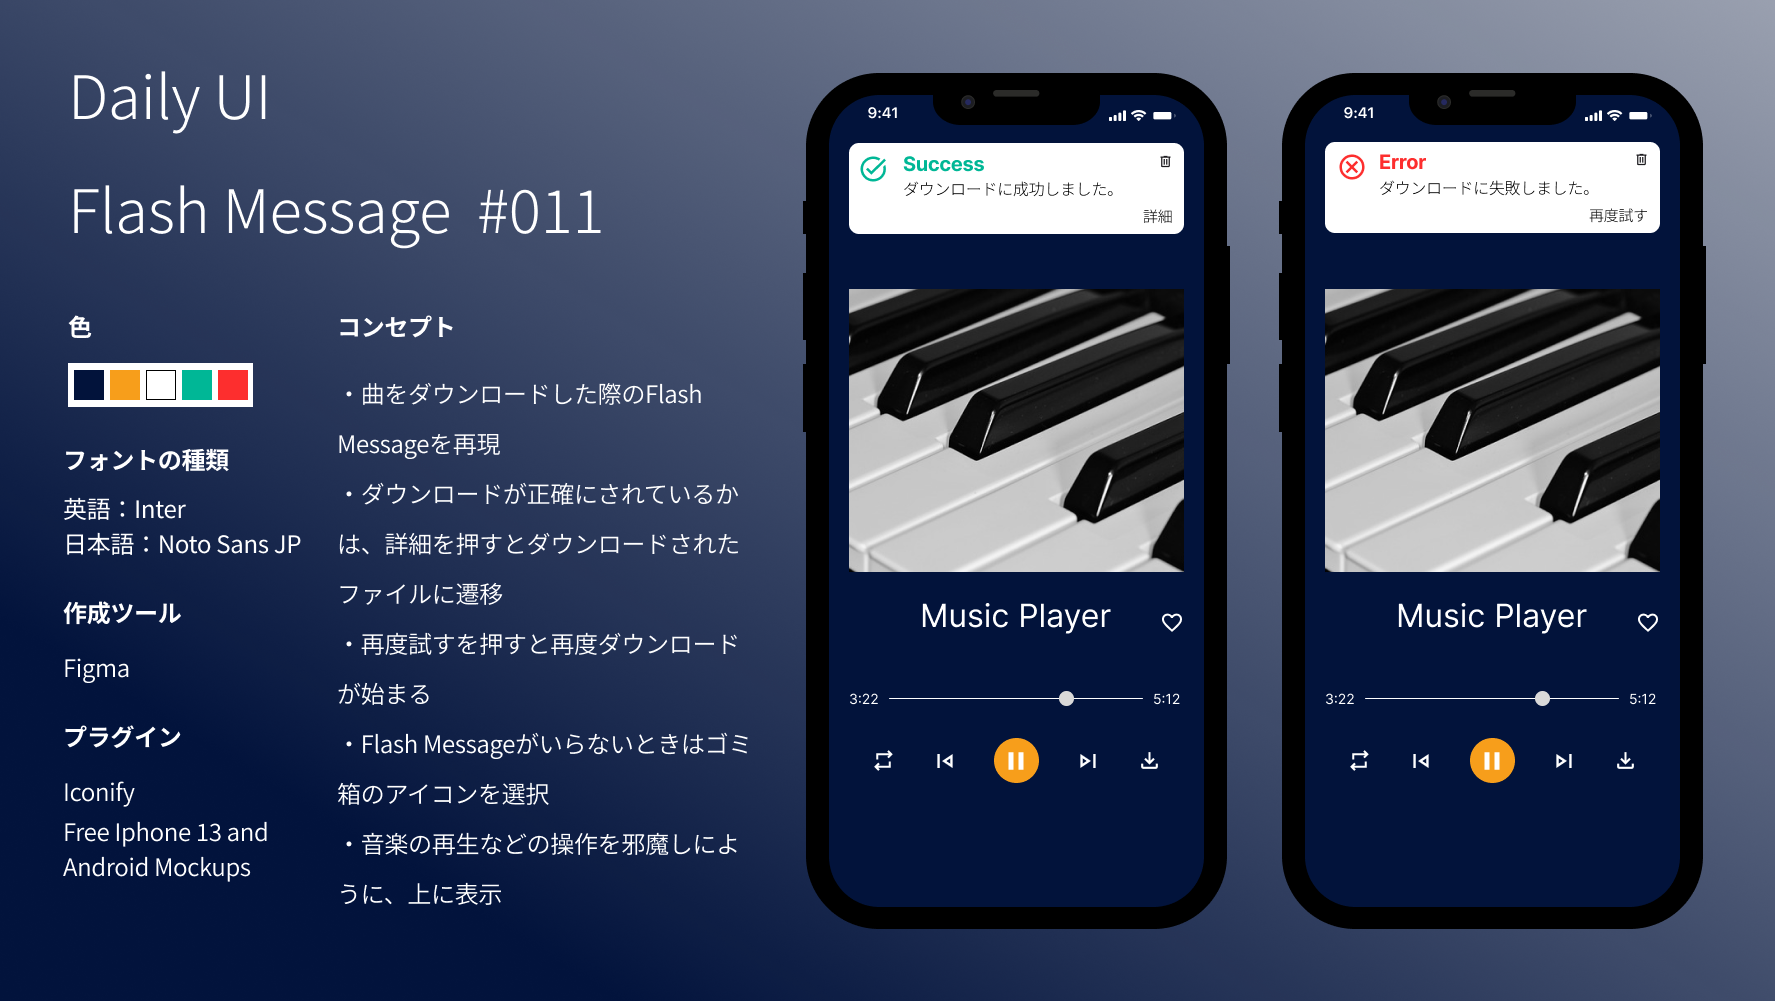 Daily UI
Flash Message #011
色
フォントの種類
英語：Inter
日本語：Noto Sans JP
作成ツール
Figma
プラグイン
Iconify
Free Iphone 13 and
Android Mockups
コンセプト
・曲をダウンロードした際のFlash
Messageを再現
・ダウンロードが正確にされているか
は、詳細を押すとダウンロードされた
ファイルに遷移
・再度試すを押すと再度ダウンロード
が始まる
・Flash Messageがいらないときはゴミ
箱のアイコンを選択
・音楽の再生などの操作を邪魔しによ
うに、上に表示
9:41
Success
ダウンロードに成功しました。
詳細
Music Player
3:22
5:12
9:41
Error
ダウンロードに失敗しました。
再度試す
Music Player
3:22
5:12